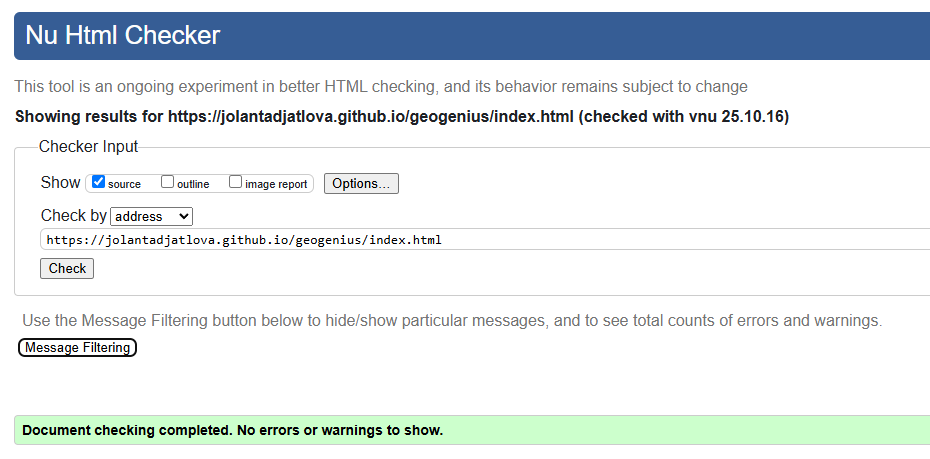 Nu Html Checker
This tool is an ongoing experiment in better HTML checking, and its behavior remains subject to change
Showing results for https://jolantadjatlova.github.io/geogenius/index.html (checked with vnu 25.10.16)
Checker Input
Show source outline image report Options...
Check by address
https://jolantadjatlova.github.io/geogenius/index.html
Check
Use the Message Filtering button below to hide/show particular messages, and to see total counts of errors and warnings.
Message Filtering
Document checking completed. No errors or warnings to show.